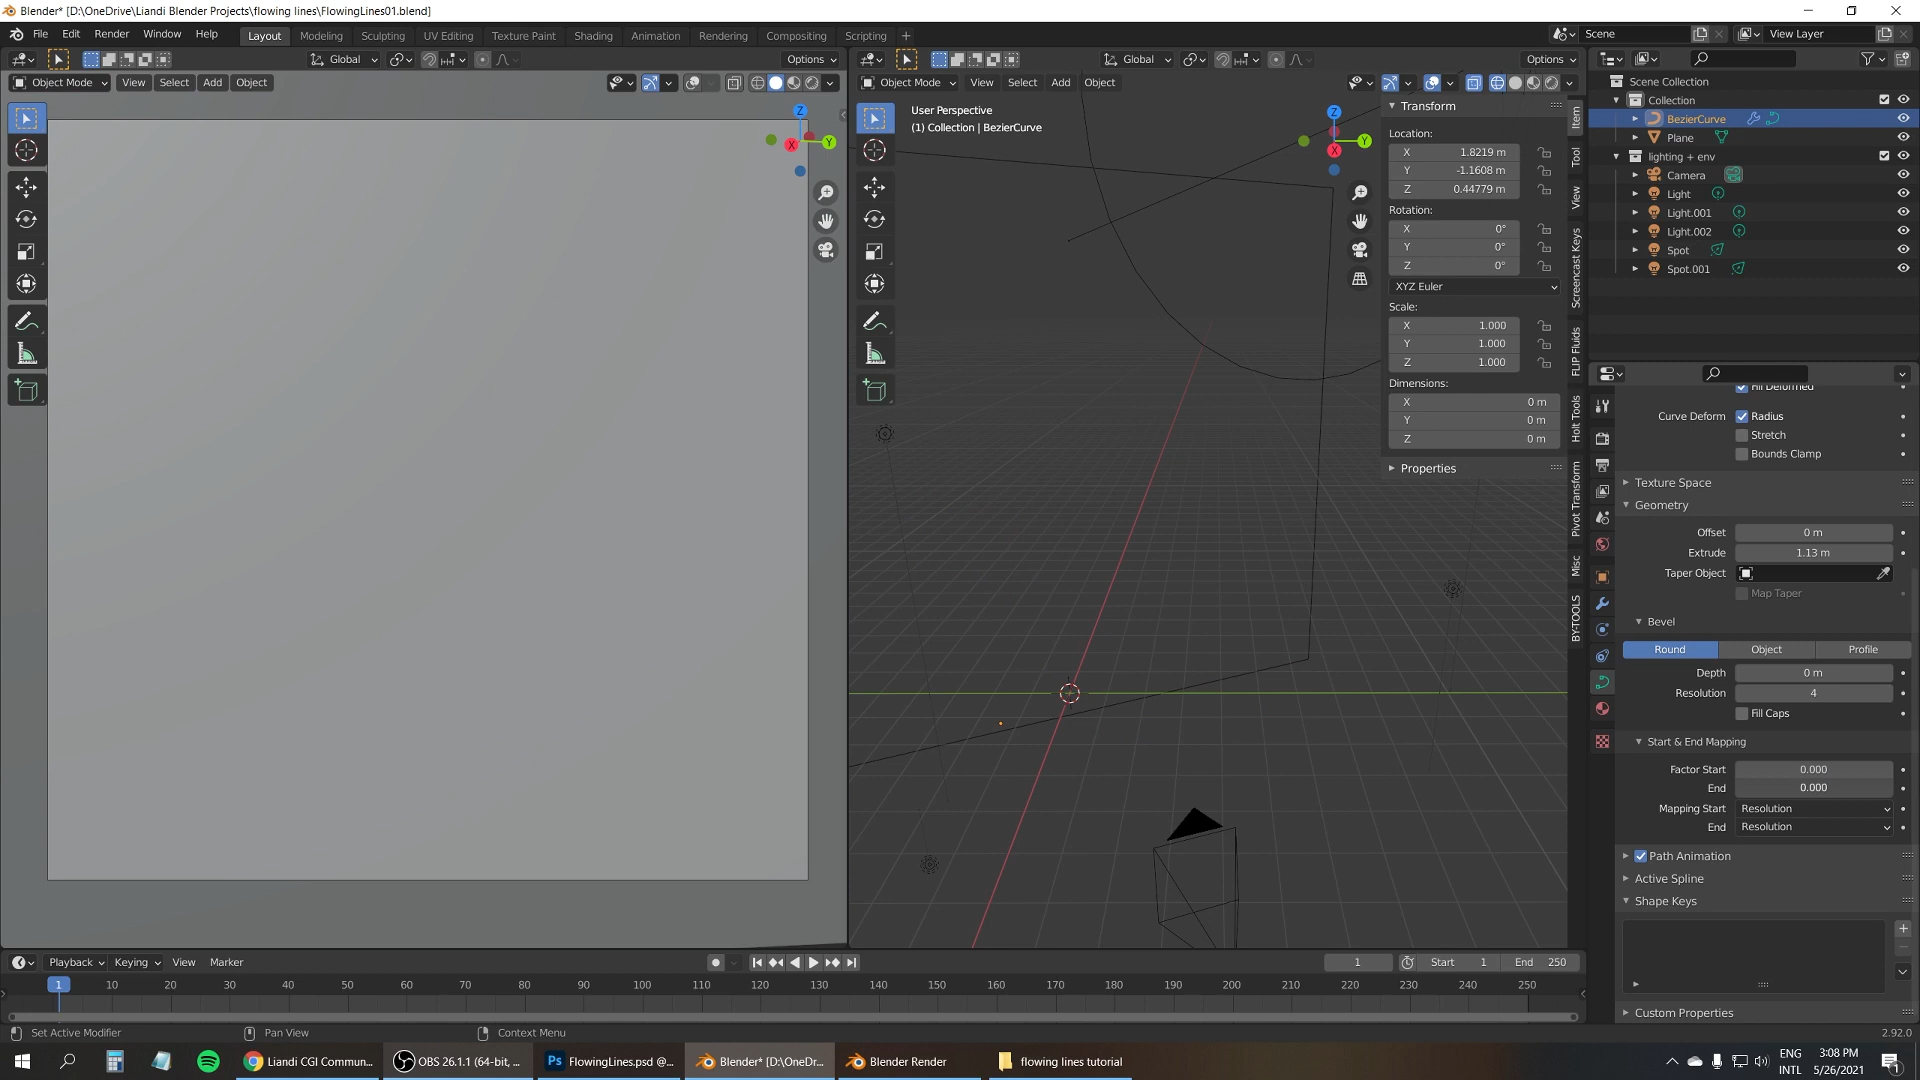 Blender* [D:\OneDrive\Liandi Blender Projects\flowing lines\FlowingLines01.blend]
File Edit Render Window Help
Layout Modeling Sculpting UV Editing Texture Paint Shading Animation Rendering Compositing Scripting +
Scene
View Layer
Global
Options
Object Mode View Select Add Object
Z
X
Y
Global
Options
Object Mode View Select Add Object
User Perspective
(1) Collection | BezierCurve
Z
Y
X
Transform
Location:
X 1.8219 m
Y -1.1608 m
Z 0.44779 m
Rotation:
X 0°
Y 0°
Z 0°
XYZ Euler
Scale:
X 1.000
Y 1.000
Z 1.000
Dimensions:
X 0 m
Y 0 m
Z 0 m
Properties
Item
Tool
View
Screencast Keys
FLIP Fluids
Holt Tools
Pivot Transform
Misc
BY-TOOLS
Scene Collection
Collection
BezierCurve
Plane
lighting + env
Camera
Light
Light.001
Light.002
Spot
Spot.001
Fill Deformed
Curve Deform Radius
Stretch
Bounds Clamp
Texture Space
Geometry
Offset 0 m
Extrude 1.13 m
Taper Object
Map Taper
Bevel
Round Object Profile
Depth 0 m
Resolution 4
Fill Caps
Start & End Mapping
Factor Start 0.000
End 0.000
Mapping Start Resolution
End Resolution
Path Animation
Active Spline
Shape Keys
Custom Properties
Playback Keying View Marker
1
Start 1
End 250
1 10 20 30 40 50 60 70 80 90 100 110 120 130 140 150 160 170 180 190 200 210 220 230 240 250
Set Active Modifier
Pan View
Context Menu
2.92.0
Liandi CGI Commun...
OBS 26.1.1 (64-bit, ...
Ps FlowingLines.psd @...
Blender* [D:\OneDr...
Blender Render
flowing lines tutorial
ENG
INTL
3:08 PM
5/26/2021
1